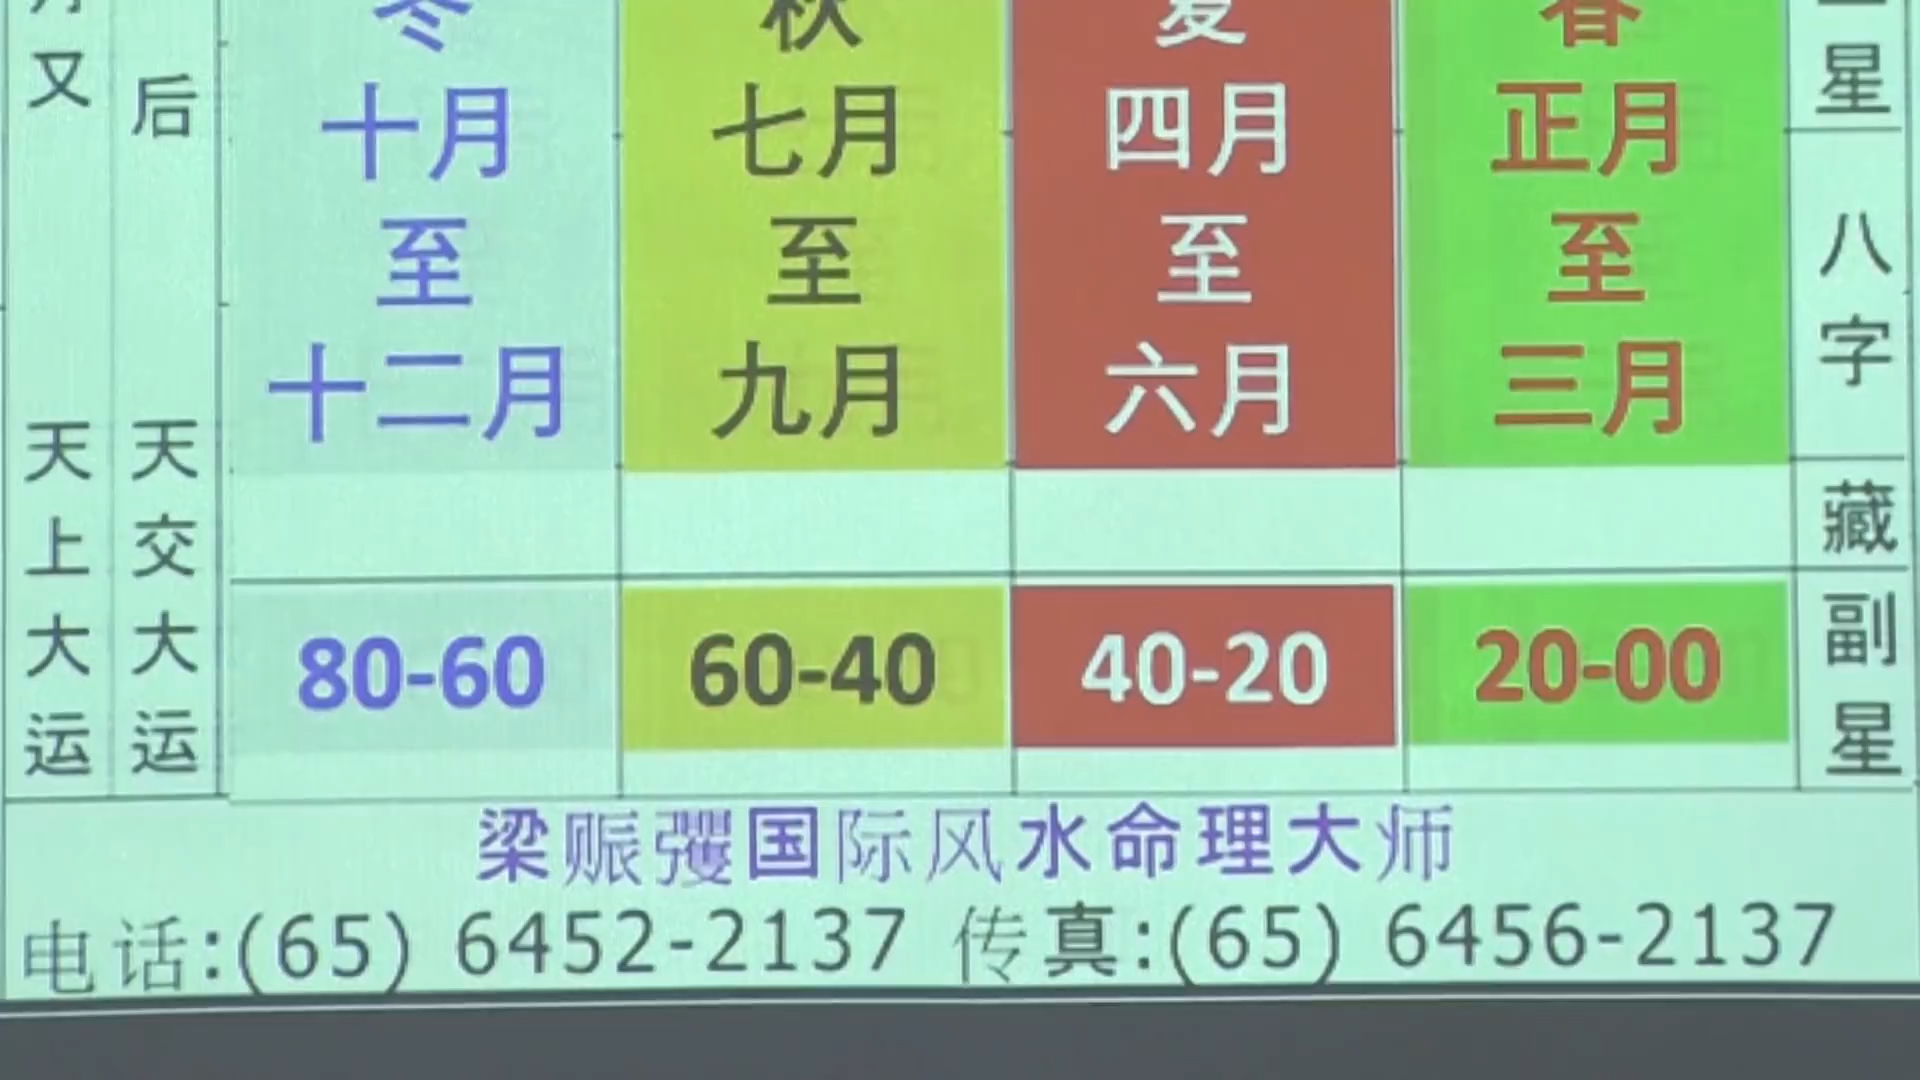 冬 秋 夏 春
月又 后 十月 七月 四月 正月 星
至 至 至 至 八
十二月 九月 六月 三月 字
藏
天上大运 天交大运 80-60 60-40 40-20 20-00 副星
梁赈彏国际风水命理大师
电话:(65) 6452-2137 传真:(65) 6456-2137